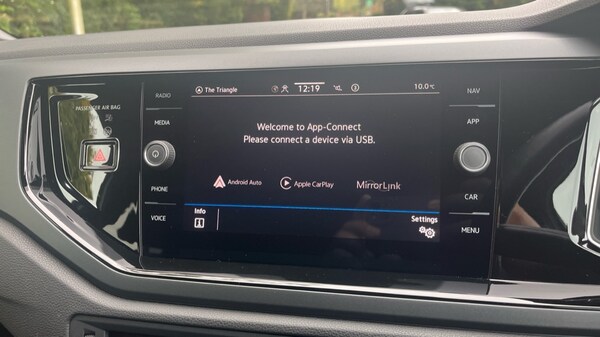 PASSENGER AIR BAG
RADIO
MEDIA
PHONE
VOICE
The Triangle
12:19
10.0°C
Welcome to App-Connect
Please connect a device via USB.
Android Auto
Apple CarPlay
MirrorLink
Info
Settings
NAV
APP
CAR
MENU